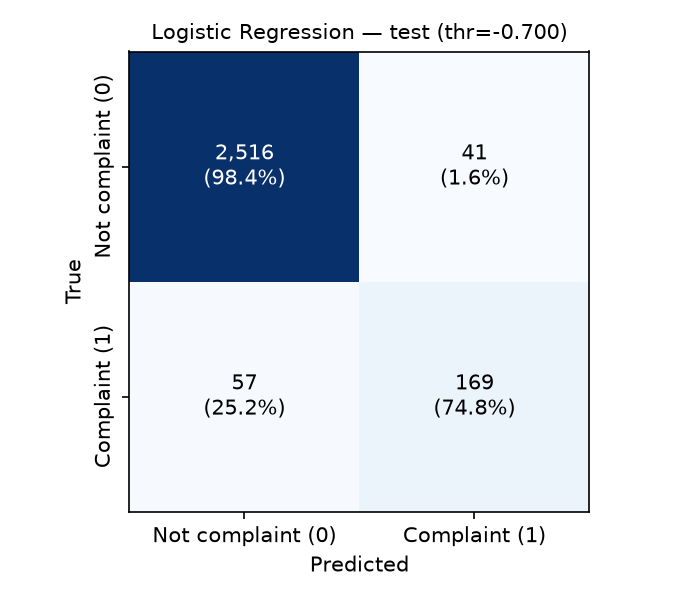 Logistic Regression — test (thr=-0.700)
True
Not complaint (0)
2,516
(98.4%)
41
(1.6%)
Complaint (1)
57
(25.2%)
169
(74.8%)
Not complaint (0)
Complaint (1)
Predicted